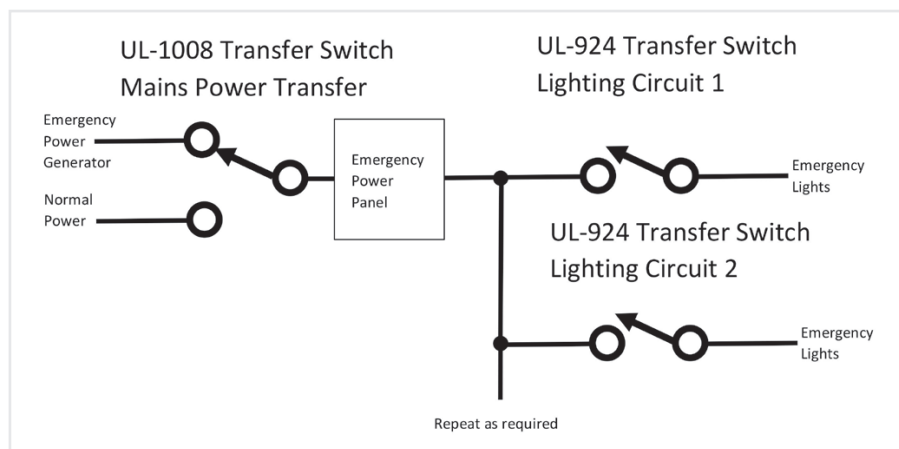 UL-1008 Transfer Switch
Mains Power Transfer
UL-924 Transfer Switch
Lighting Circuit 1
Emergency
Power
Generator
Normal
Power
Emergency
Power
Panel
Emergency
Lights
UL-924 Transfer Switch
Lighting Circuit 2
Emergency
Lights
Repeat as required